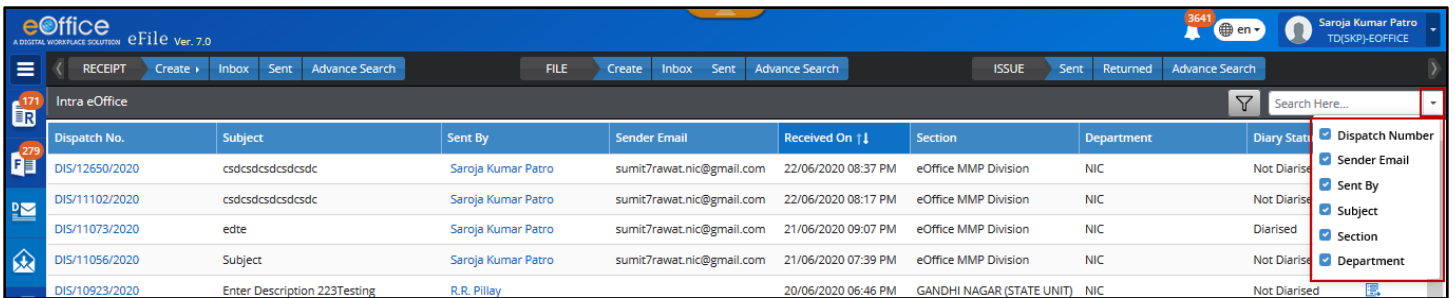 eOffice
A DIGITAL WORKPLACE SOLUTION eFile Ver. 7.0
3641
en
Saroja Kumar Patro
TD(SKP)-EOFFICE
RECEIPT Create Inbox Sent Advance Search FILE Create Inbox Sent Advance Search ISSUE Sent Returned Advance Search
171
R
Intra eOffice
Search Here...
Dispatch No. Subject Sent By Sender Email Received On Section Department Diary Statu
Dispatch Number
279
F
DIS/12650/2020 csdcsdcsdcsdcsdc Saroja Kumar Patro sumit7rawat.nic@gmail.com 22/06/2020 08:37 PM eOffice MMP Division NIC Not Diarise
Sender Email
Sent By
D
DIS/11102/2020 csdcsdcsdcsdcsdc Saroja Kumar Patro sumit7rawat.nic@gmail.com 22/06/2020 08:17 PM eOffice MMP Division NIC Not Diarise
Subject
DIS/11073/2020 edte Saroja Kumar Patro sumit7rawat.nic@gmail.com 21/06/2020 09:07 PM eOffice MMP Division NIC Diarised
Section
DIS/11056/2020 Subject Saroja Kumar Patro sumit7rawat.nic@gmail.com 21/06/2020 07:39 PM eOffice MMP Division NIC Not Diarise
Department
DIS/10923/2020 Enter Description 223Testing R.R. Pillay 20/06/2020 06:46 PM GANDHI NAGAR (STATE UNIT) NIC Not Diarised